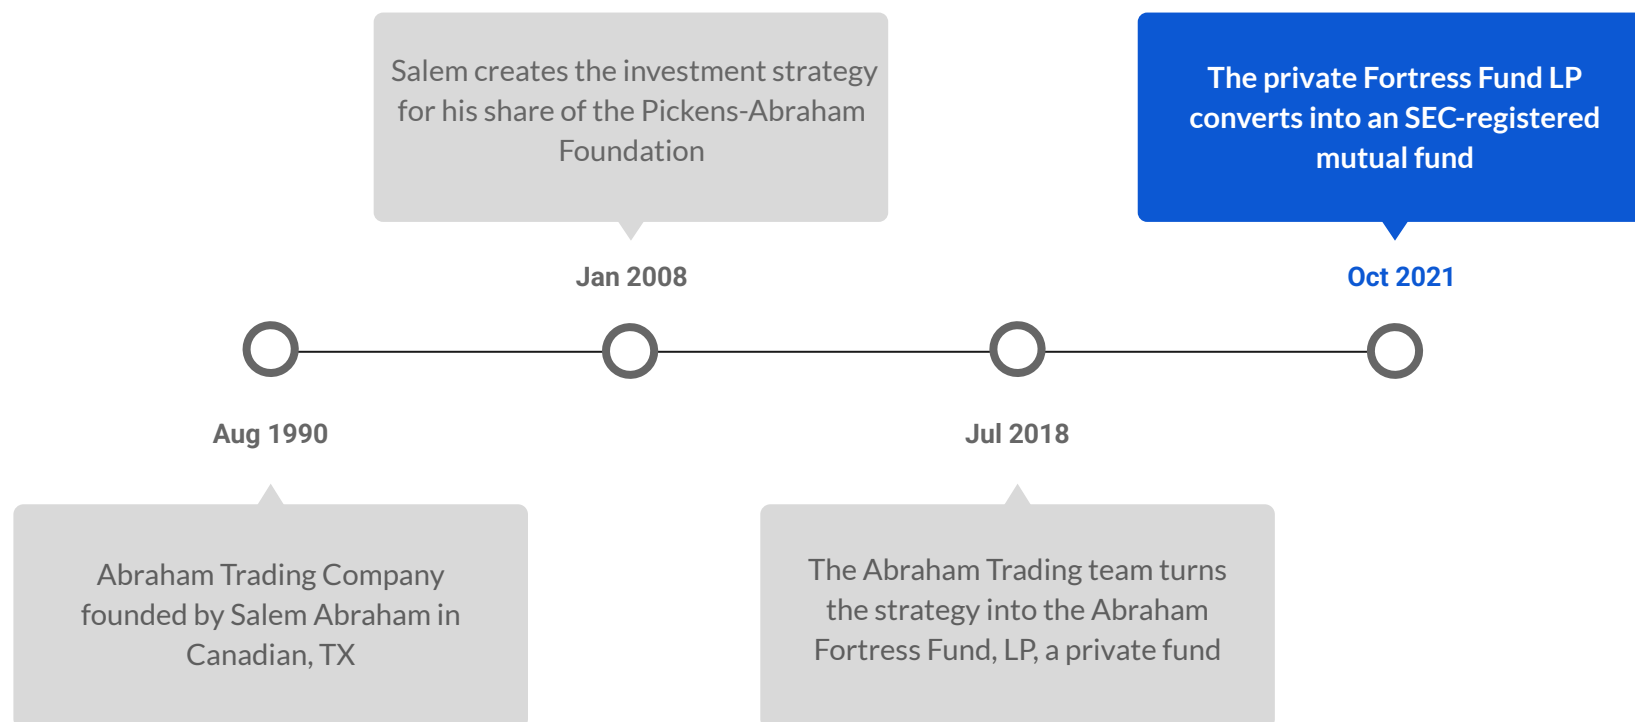 Salem creates the investment strategy
for his share of the Pickens-Abraham
Foundation
The private Fortress Fund LP
converts into an SEC-registered
mutual fund
Jan 2008
Oct 2021
Aug 1990
Jul 2018
Abraham Trading Company
founded by Salem Abraham in
Canadian, TX
The Abraham Trading team turns
the strategy into the Abraham
Fortress Fund, LP, a private fund